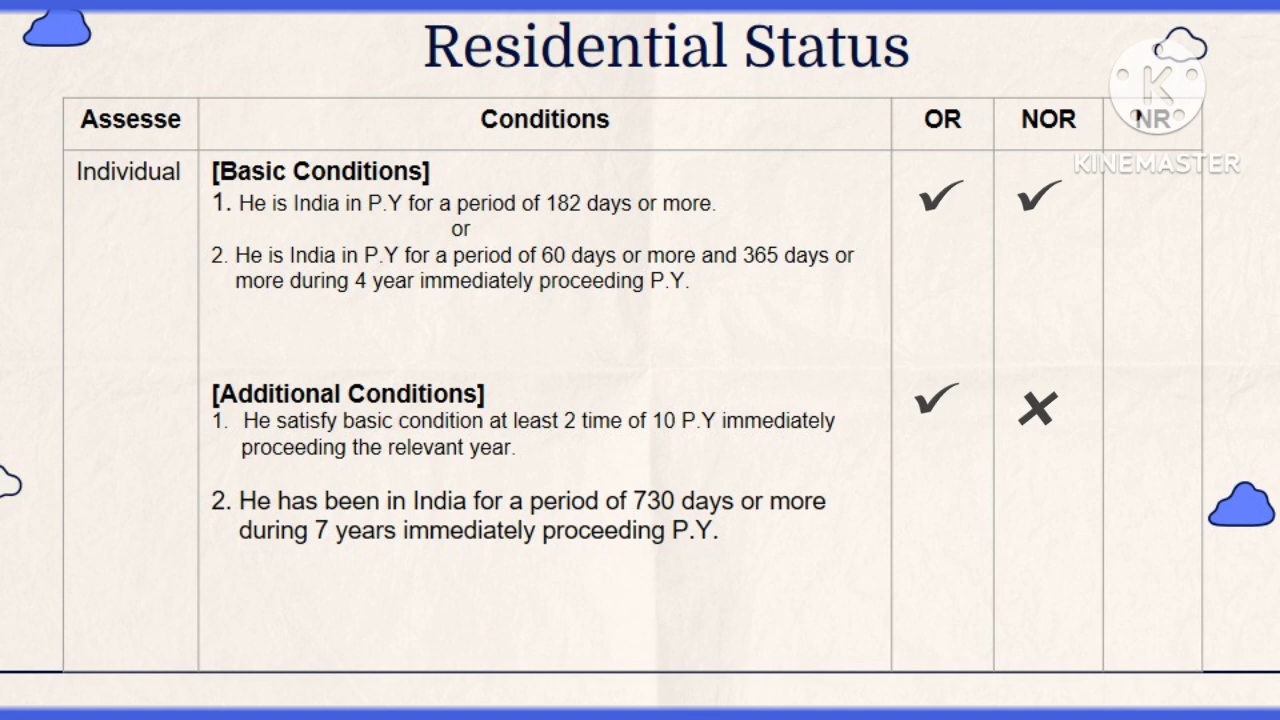 Residential Status
Assesse Conditions OR NOR NR
KINEMASTER
Individual [Basic Conditions]
1. He is India in P.Y for a period of 182 days or more.
or
2. He is India in P.Y for a period of 60 days or more and 365 days or
more during 4 year immediately proceeding P.Y.
[Additional Conditions]
1. He satisfy basic condition at least 2 time of 10 P.Y immediately
proceeding the relevant year.
2. He has been in India for a period of 730 days or more
during 7 years immediately proceeding P.Y.